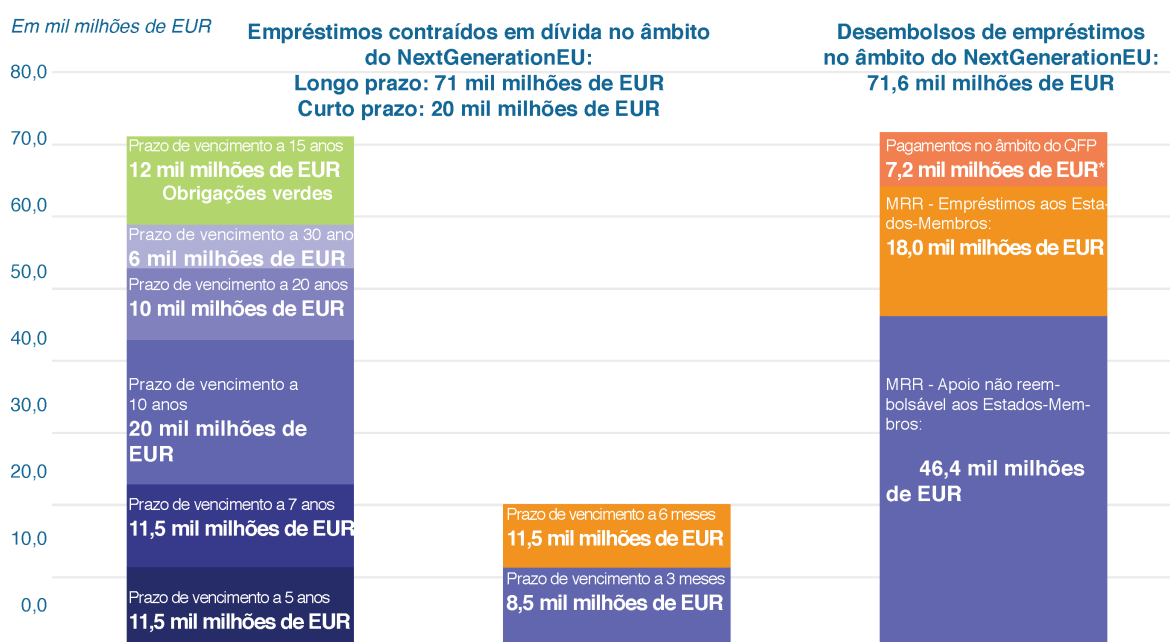 Em mil milhões de EUR
Empréstimos contraídos em dívida no âmbito
do NextGenerationEU:
Longo prazo: 71 mil milhões de EUR
Curto prazo: 20 mil milhões de EUR
Desembolsos de empréstimos
no âmbito do NextGenerationEU:
71,6 mil milhões de EUR
80,0
70,0
60,0
50,0
40,0
30,0
20,0
10,0
0,0
Prazo de vencimento a 15 anos
12 mil milhões de EUR
Obrigações verdes
Prazo de vencimento a 30 ano
6 mil milhões de EUR
Prazo de vencimento a 20 anos
10 mil milhões de EUR
Prazo de vencimento a
10 anos
20 mil milhões de
EUR
Prazo de vencimento a 7 anos
11,5 mil milhões de EUR
Prazo de vencimento a 5 anos
11,5 mil milhões de EUR
Prazo de vencimento a 6 meses
11,5 mil milhões de EUR
Prazo de vencimento a 3 meses
8,5 mil milhões de EUR
Pagamentos no âmbito do QFP
7,2 mil milhões de EUR*
MRR - Empréstimos aos Esta-
dos-Membros:
18,0 mil milhões de EUR
MRR - Apoio não reem-
bolsável aos Estados-Mem-
bros:
46,4 mil milhões
de EUR